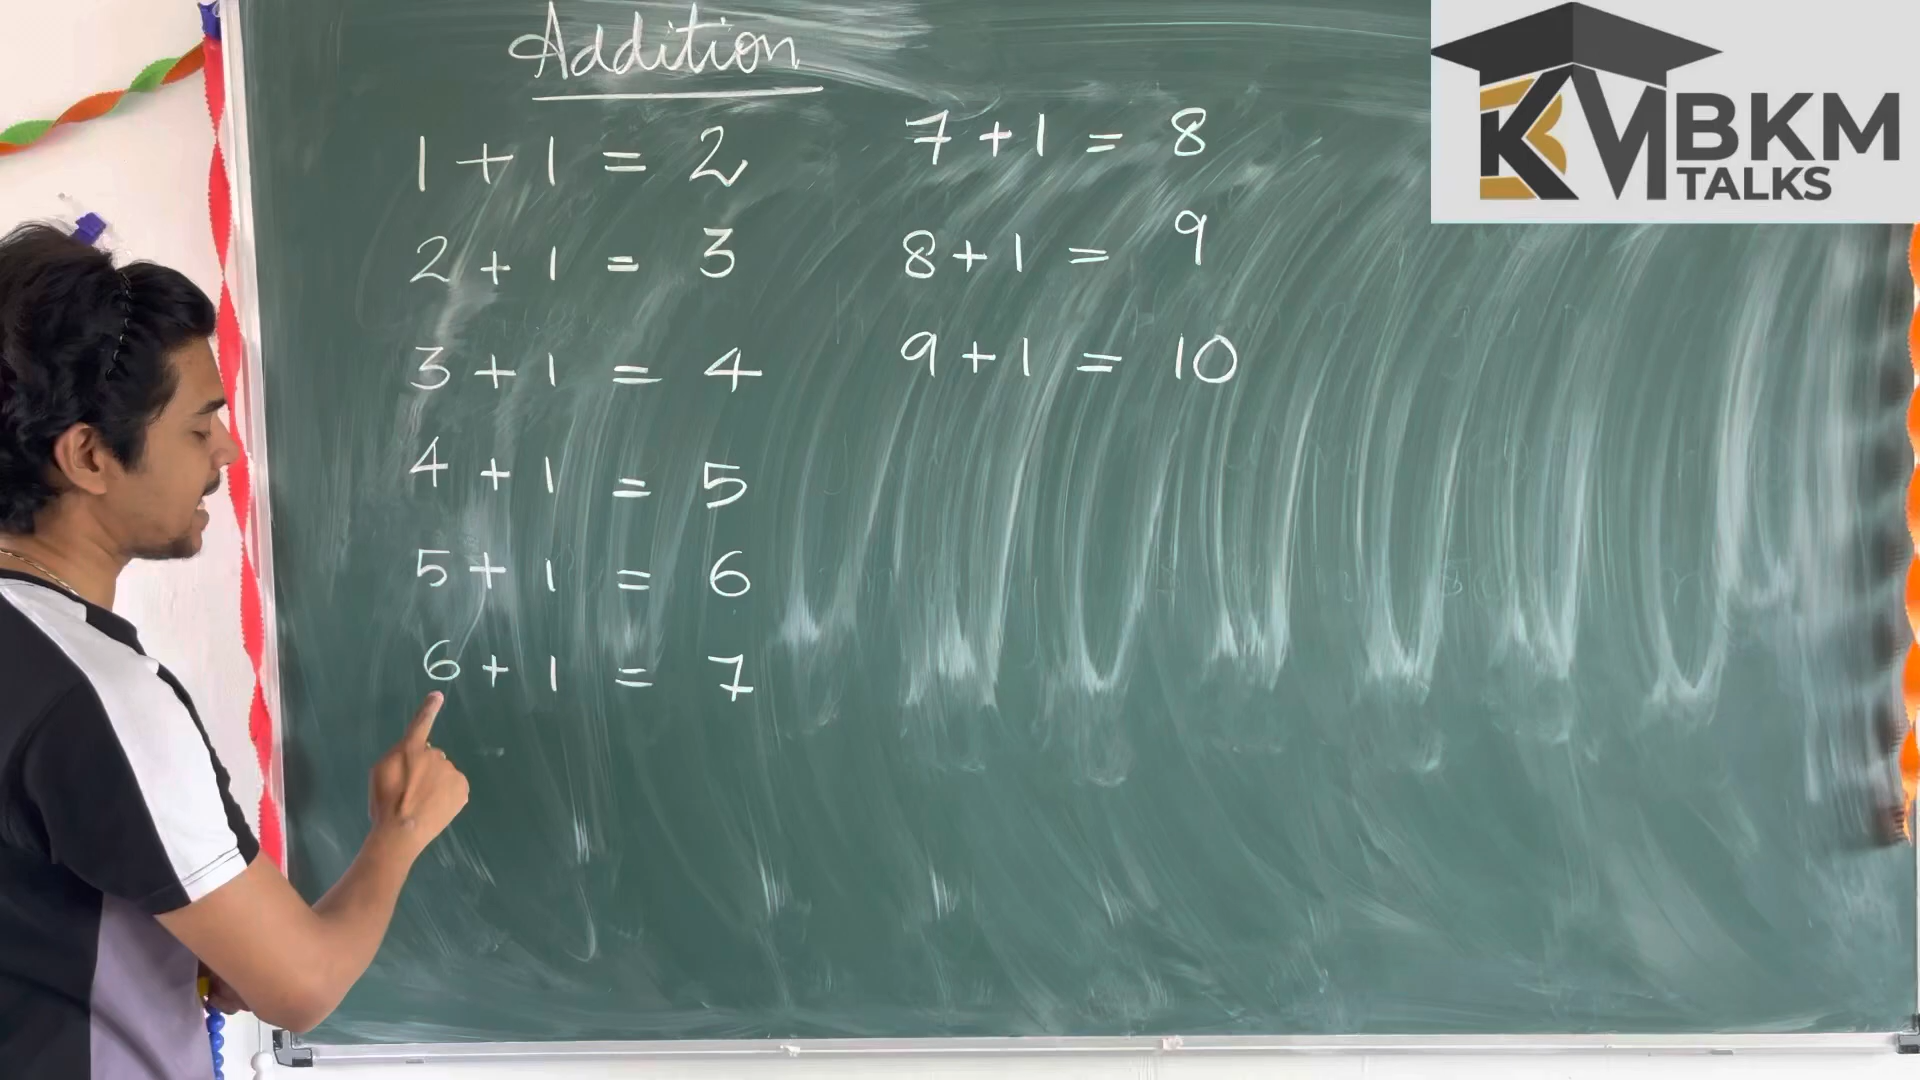 Addition
1 + 1 = 2
2 + 1 = 3
3 + 1 = 4
4 + 1 = 5
5 + 1 = 6
6 + 1 = 7
7 + 1 = 8
8 + 1 = 9
9 + 1 = 10
BKM
TALKS